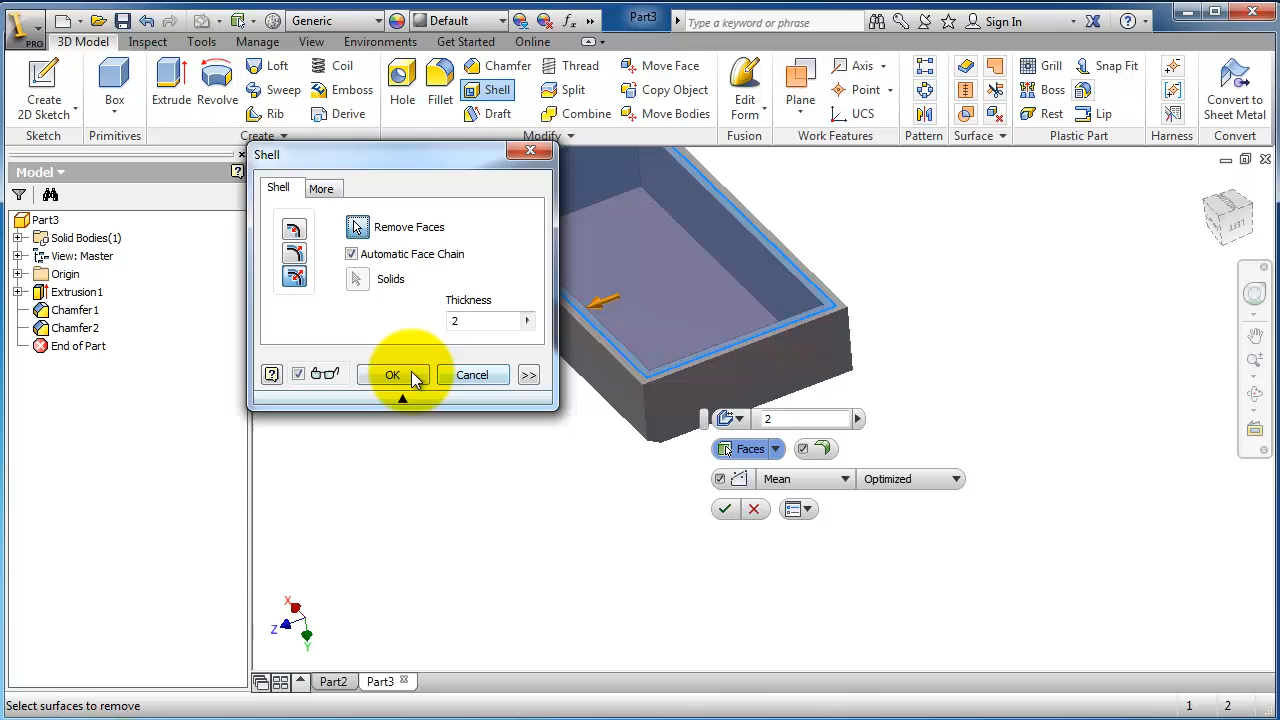 Generic
Default
Part3
Type a keyword or phrase
Sign In
PRO
3D Model
Inspect
Tools
Manage
View
Environments
Get Started
Online
Create
2D Sketch
Box
Extrude
Revolve
Loft
Sweep
Rib
Coil
Emboss
Derive
Hole
Fillet
Chamfer
Shell
Draft
Thread
Split
Combine
Move Face
Copy Object
Move Bodies
Edit
Form
Plane
Axis
Point
UCS
Grill
Boss
Rest
Snap Fit
Lip
Convert to
Sheet Metal
Sketch
Primitives
Create
Modify
Fusion
Work Features
Pattern
Surface
Plastic Part
Harness
Convert
Model
Part3
Solid Bodies(1)
View: Master
Origin
Extrusion1
Chamfer1
Chamfer2
End of Part
Shell
Shell
More
Remove Faces
Automatic Face Chain
Solids
Thickness
2
OK
Cancel
>>
LEFT
2
Faces
Mean
Optimized
X
Z
Y
Part2
Part3
Select surfaces to remove
1
2